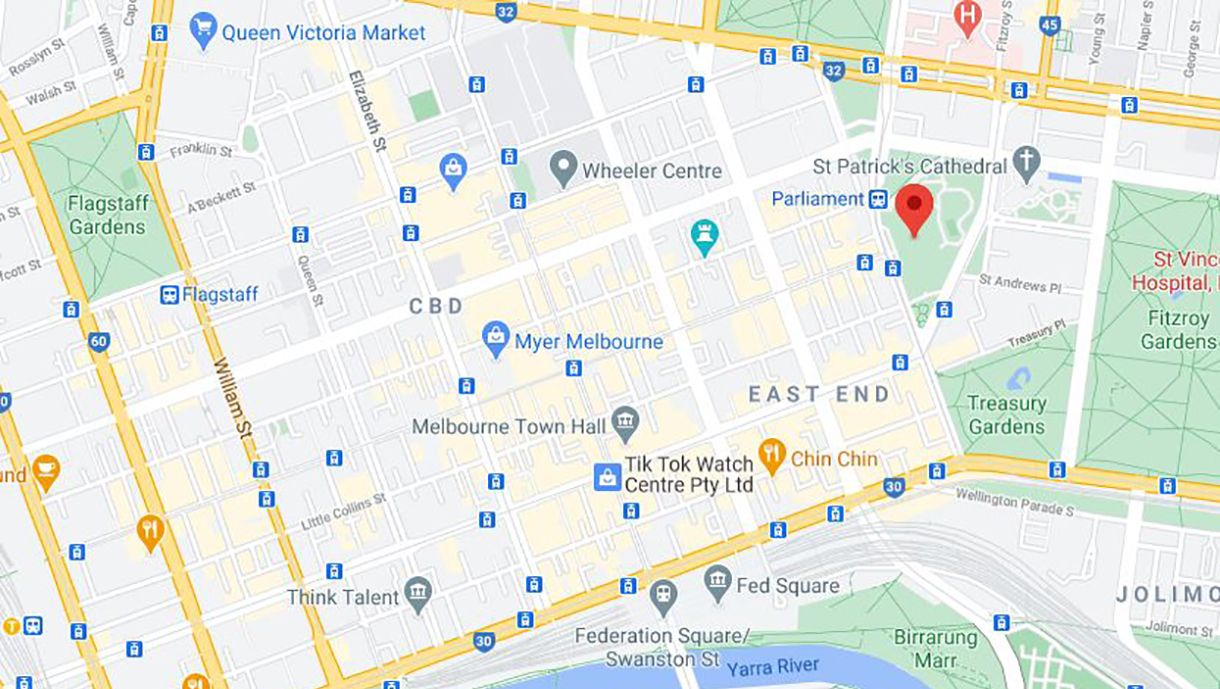 32
Queen Victoria Market
H
45
Fitzroy S
Young St
Napier S
George St
Rosslyn St
William St
Walsh St
Elizabeth St
32
Franklin St
Wheeler Centre
St Patrick's Cathedral
Parliament
A'Beckett St
Flagstaff
Gardens
Queen St
St Vinc
Hospital,
St Andrews Pl
Flagstaff
CBD
Fitzroy
Gardens
60
Myer Melbourne
Treasury Pl
William St
EAST END
Treasury
Gardens
Melbourne Town Hall
Tik Tok Watch
Centre Pty Ltd
Chin Chin
und
30
Little Collins St
Wellington Parade S
Think Talent
Fed Square
JOLIMO
Jolimont St
30
Federation Square/
Swanston St
Birrarung
Marr
Yarra River
T